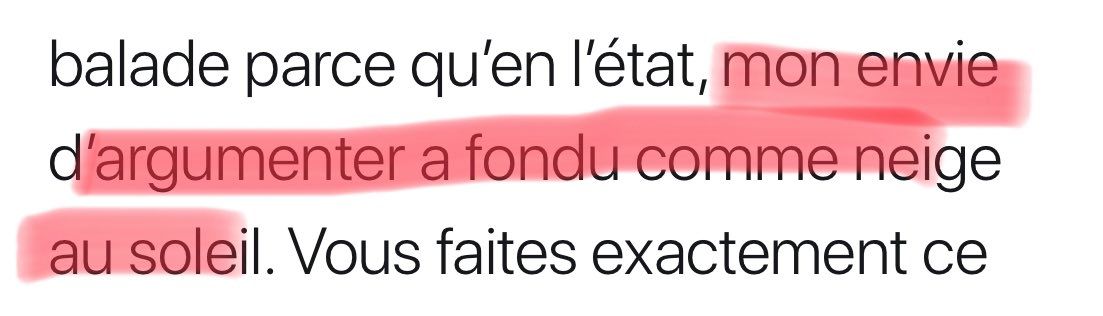 balade parce qu’en l’état, mon envie
d’argumenter a fondu comme neige
au soleil. Vous faites exactement ce